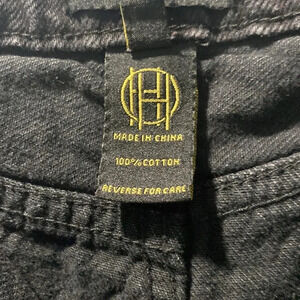 H
MADE IN CHINA
100% COTTON
REVERSE FOR CARE